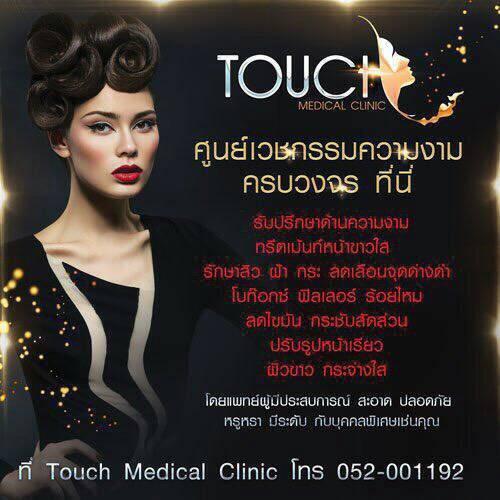 TOUCH
MEDICAL CLINIC
ศูนย์เวชกรรมความงาม
ครบวงจร ที่นี่
รับปรึกษาด้านความงาม
ทรีตเม้นท์หน้าขาวใส
รักษาสิว ฝ้า กระ ลดเลือนจุดด่างดำ
โบท๊อกซ์ ฟิลเลอร์ ร้อยไหม
ลดไขมัน กระชับสัดส่วน
ปรับรูปหน้าเรียว
ผิวขาว กระจ่างใส
โดยแพทย์ผู้มีประสบการณ์ สะอาด ปลอดภัย
หรูหรา มีระดับ กับบุคคลพิเศษเช่นคุณ
ที่ Touch Medical Clinic โทร 052-001192